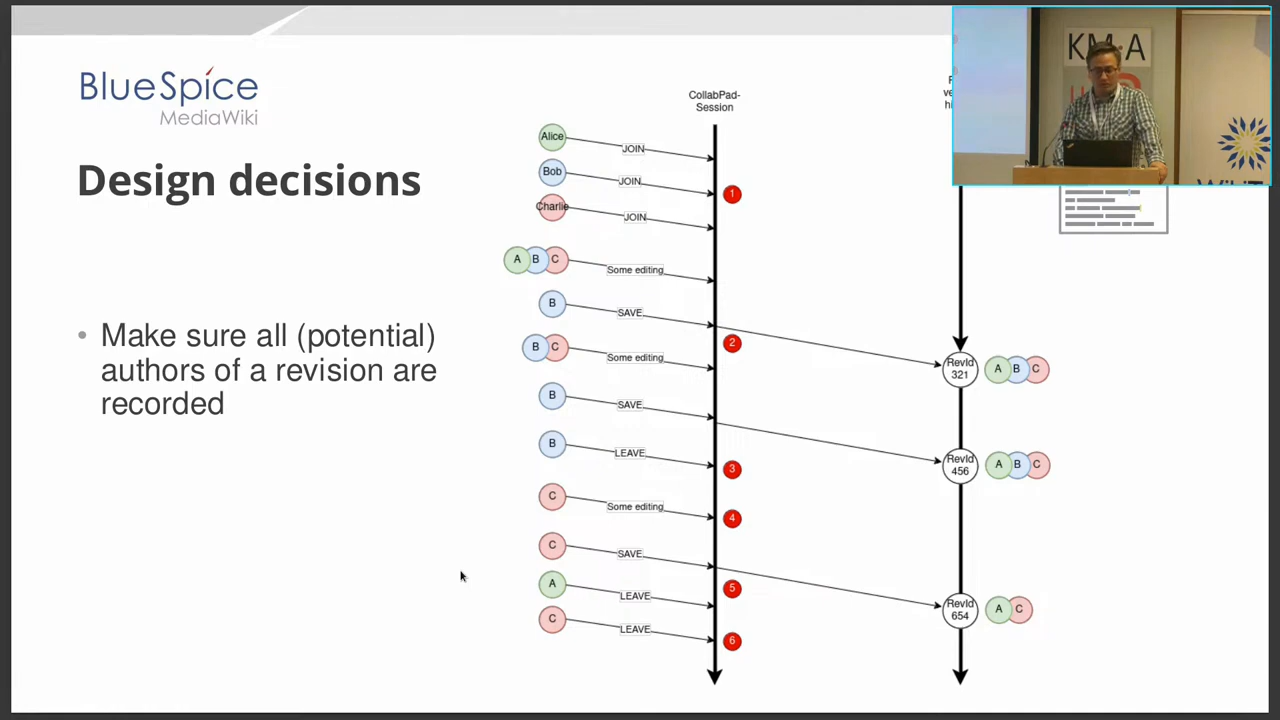 BlueSpice
MediaWiki
Design decisions
• Make sure all (potential)
authors of a revision are
recorded
CollabPad-
Session
Alice
JOIN
Bob
JOIN
1
Charlie
JOIN
A B C
Some editing
B
SAVE
2
B C
Some editing
B
SAVE
B
LEAVE
3
C
Some editing
4
C
SAVE
5
A
LEAVE
C
LEAVE
6
RevId
321
A B C
RevId
456
A B C
RevId
654
A C